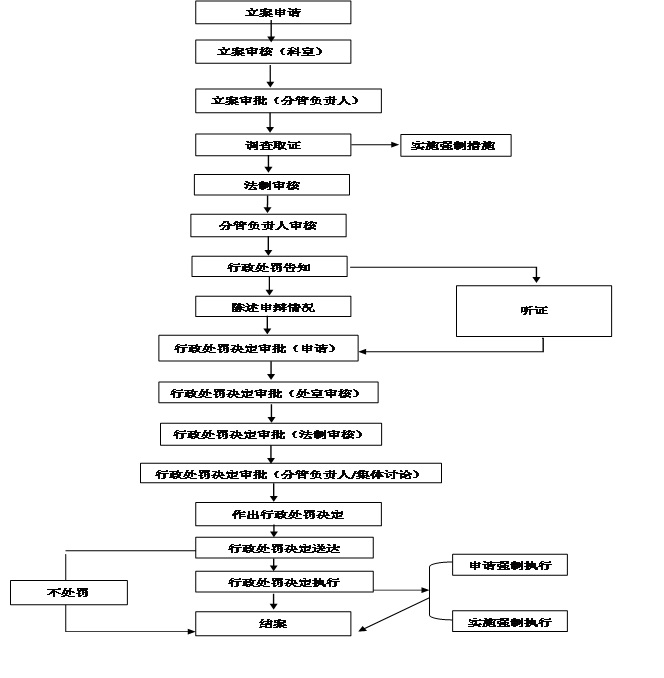 立案申请
立案审核（科室）
立案审批（分管负责人）
调查取证
实施强制措施
法制审核
分管负责人审核
行政处罚告知
陈述申辩情况
听证
行政处罚决定审批（申请）
行政处罚决定审批（处室审核）
行政处罚决定审批（法制审核）
行政处罚决定审批（分管负责人/集体讨论）
作出行政处罚决定
行政处罚决定送达
申请强制执行
行政处罚决定执行
不处罚
结案
实施强制执行